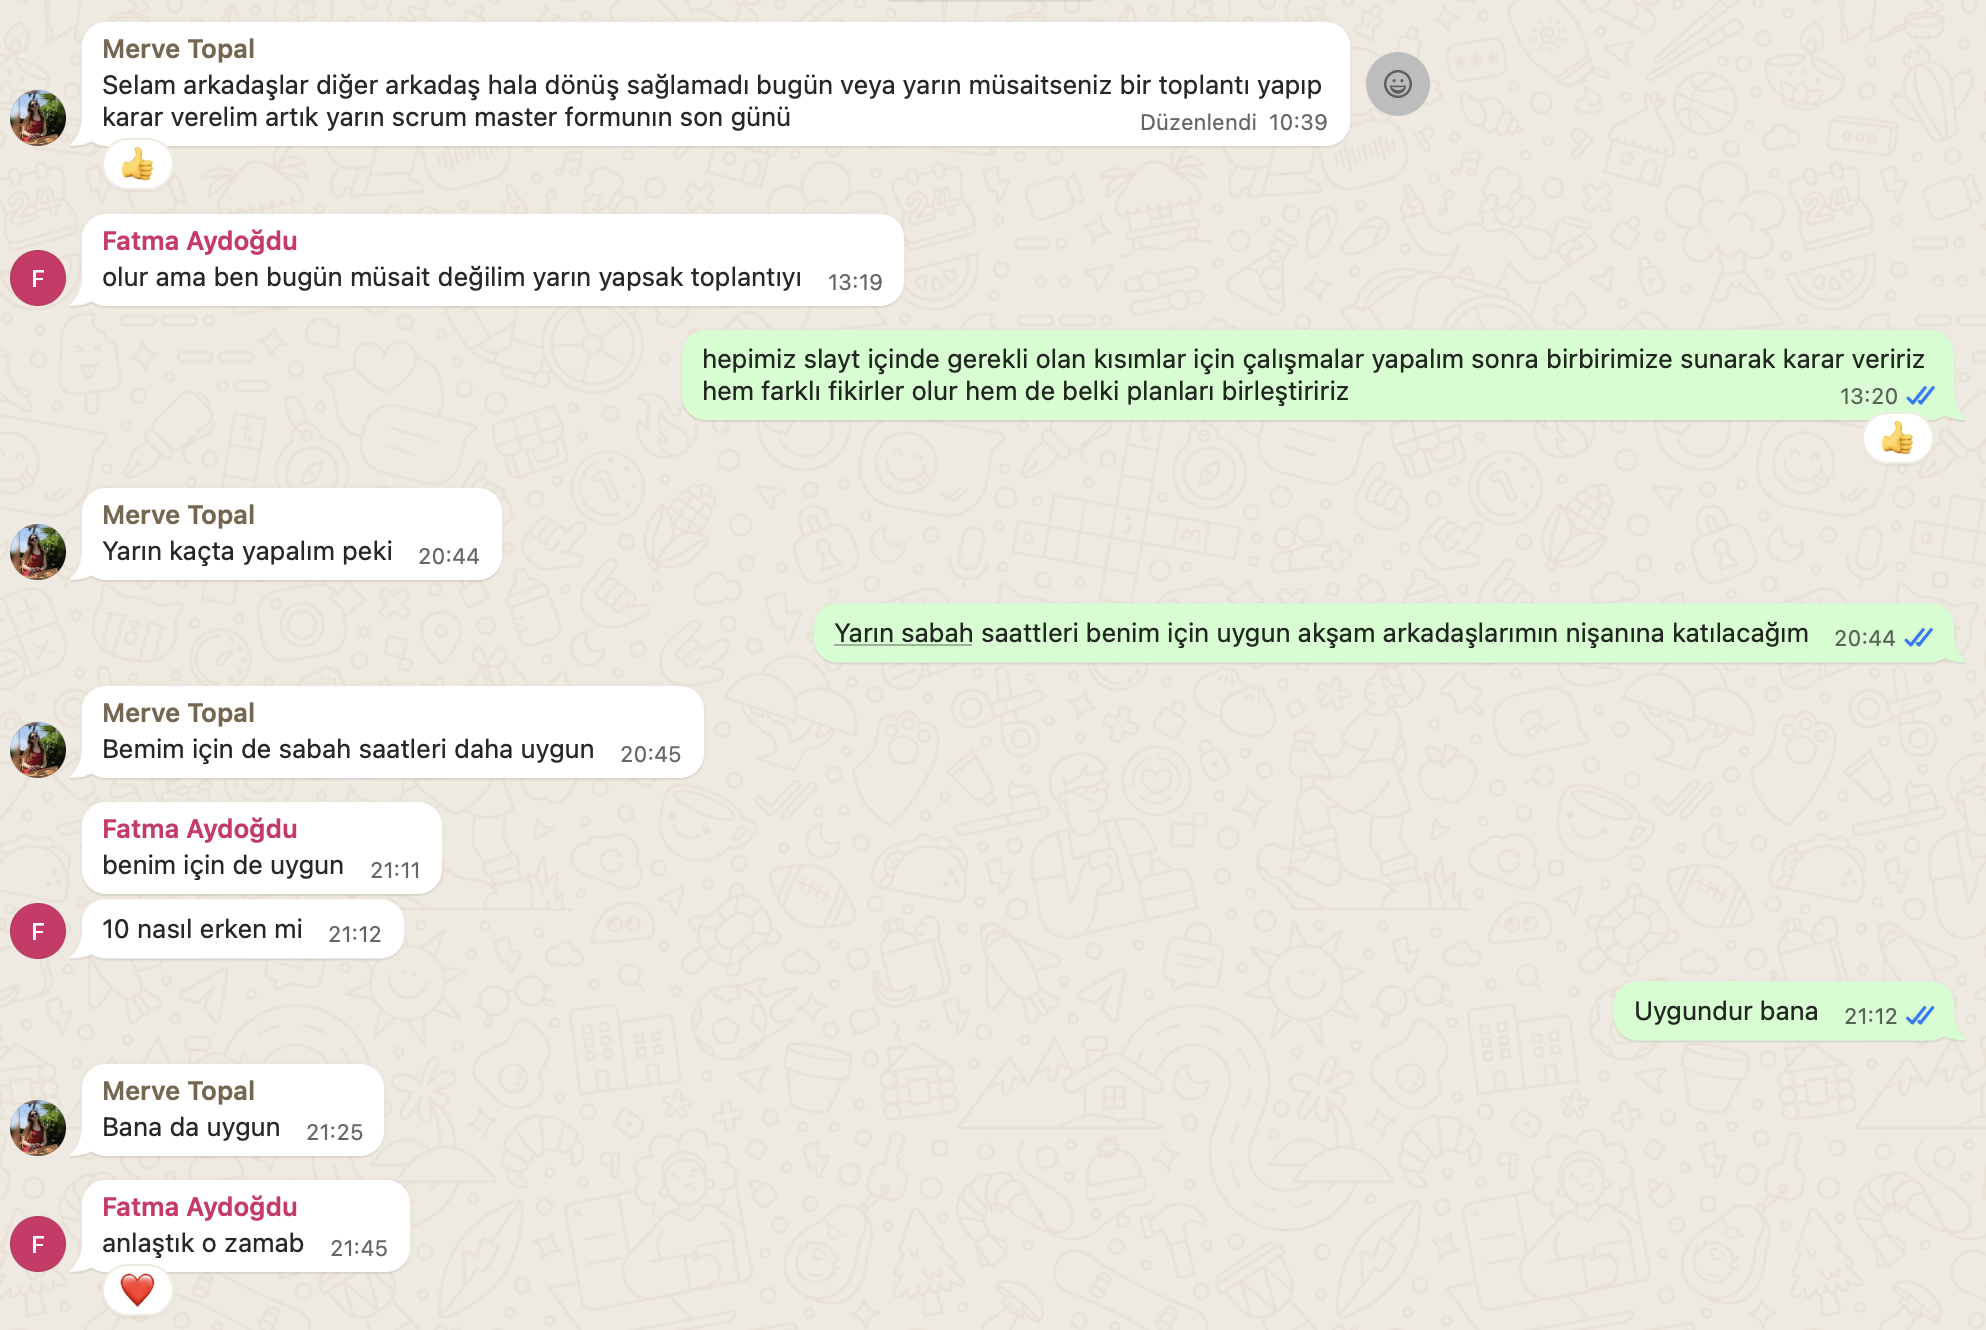 Merve Topal
Selam arkadaşlar diğer arkadaş hala dönüş sağlamadı bugün veya yarın müsaitseniz bir toplantı yapıp
karar verelim artık yarın scrum master formunın son günü
Düzenlendi 10:39
Fatma Aydoğdu
F
olur ama ben bugün müsait değilim yarın yapsak toplantıyı 13:19
hepimiz slayt içinde gerekli olan kısımlar için çalışmalar yapalım sonra birbirimize sunarak karar veririz
hem farklı fikirler olur hem de belki planları birleştiririz
13:20
Merve Topal
Yarın kaçta yapalım peki 20:44
Yarın sabah saattleri benim için uygun akşam arkadaşlarımın nişanına katılacağım 20:44
Merve Topal
Bemim için de sabah saatleri daha uygun 20:45
Fatma Aydoğdu
benim için de uygun 21:11
F
10 nasıl erken mi 21:12
Uygundur bana 21:12
Merve Topal
Bana da uygun 21:25
Fatma Aydoğdu
F
anlaştık o zamab 21:45